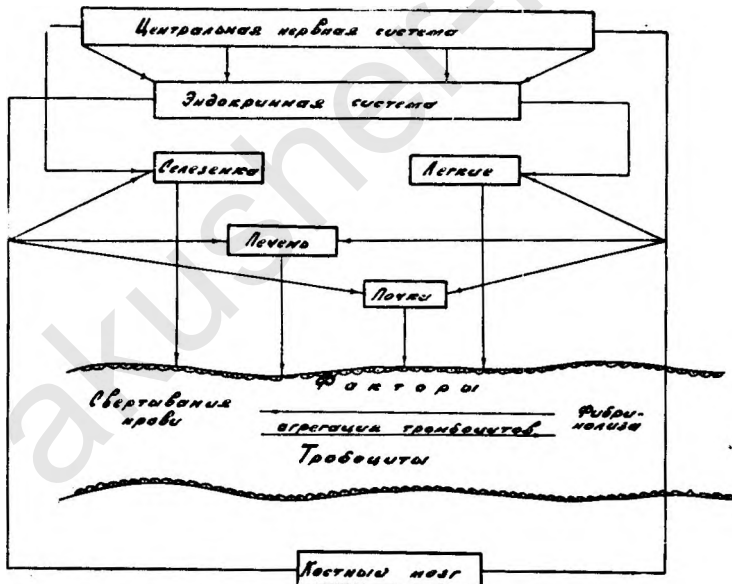 Центральная нервная система
Эндокринная система
Селезенка
Легкие
Печень
Почки
Факторы
Свертывания
крови
агрегации тромбоцитов
Фибри-
нолиза
Тробоциты
Костный мозг
akusher-